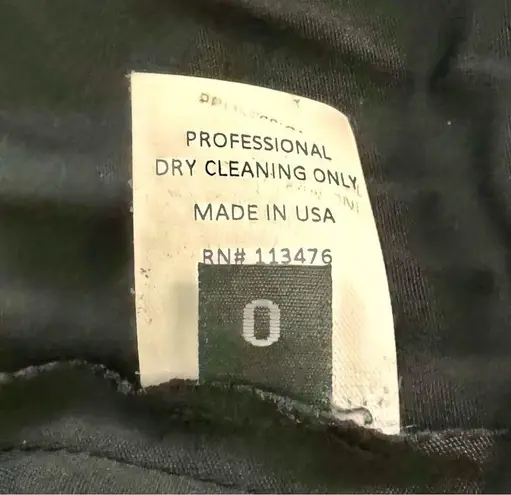 PROFESSIONAL
DRY CLEANING ONLY
MADE IN USA
RN# 113476
0